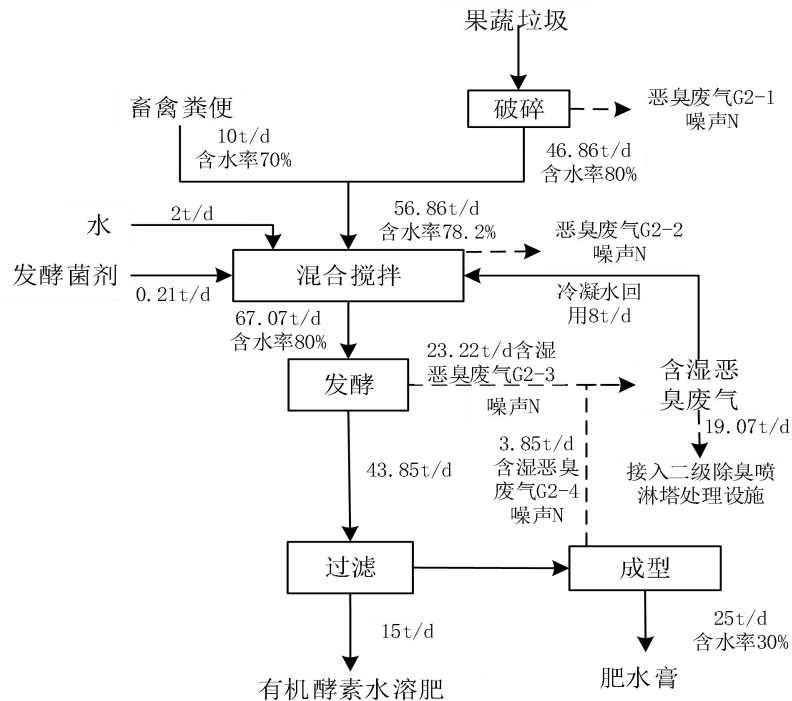 果蔬垃圾
畜禽粪便
破碎
恶臭废气G2-1
噪声N
10t/d
含水率70%
46.86t/d
含水率80%
水
2t/d
56.86t/d
含水率78.2%
恶臭废气G2-2
噪声N
发酵菌剂
0.21t/d
混合搅拌
冷凝水回
用8t/d
67.07t/d
含水率80%
发酵
23.22t/d含湿
恶臭废气G2-3
噪声N
含湿恶
臭废气
19.07t/d
43.85t/d
3.85t/d
含湿恶臭
废气G2-4
噪声N
接入二级除臭喷
淋塔处理设施
过滤
成型
15t/d
25t/d
含水率30%
有机酵素水溶肥
肥水膏